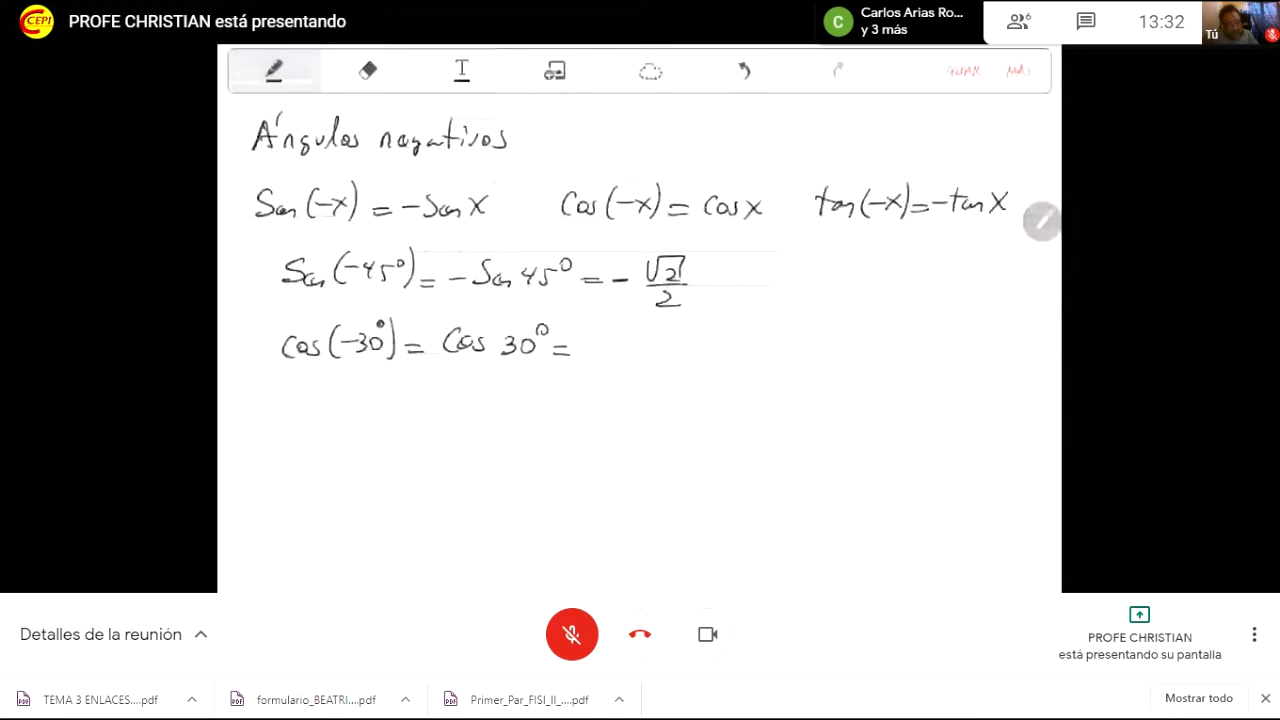 CEPI PROFE CHRISTIAN está presentando
C Carlos Arias Ro... y 3 más
6
13:32
Tú
T
Ángulos negativos
Sen(-x) = -Sen x   Cos(-x) = Cos x   tan(-x) = -tan x
Sen(-45°) = -Sen 45° = - √2/2
Cos(-30°) = Cos 30° =
Detalles de la reunión
PROFE CHRISTIAN
está presentando su pantalla
TEMA 3 ENLACES....pdf   formulario_BEATRI....pdf   Primer_Par_FISI_II_....pdf   Mostrar todo